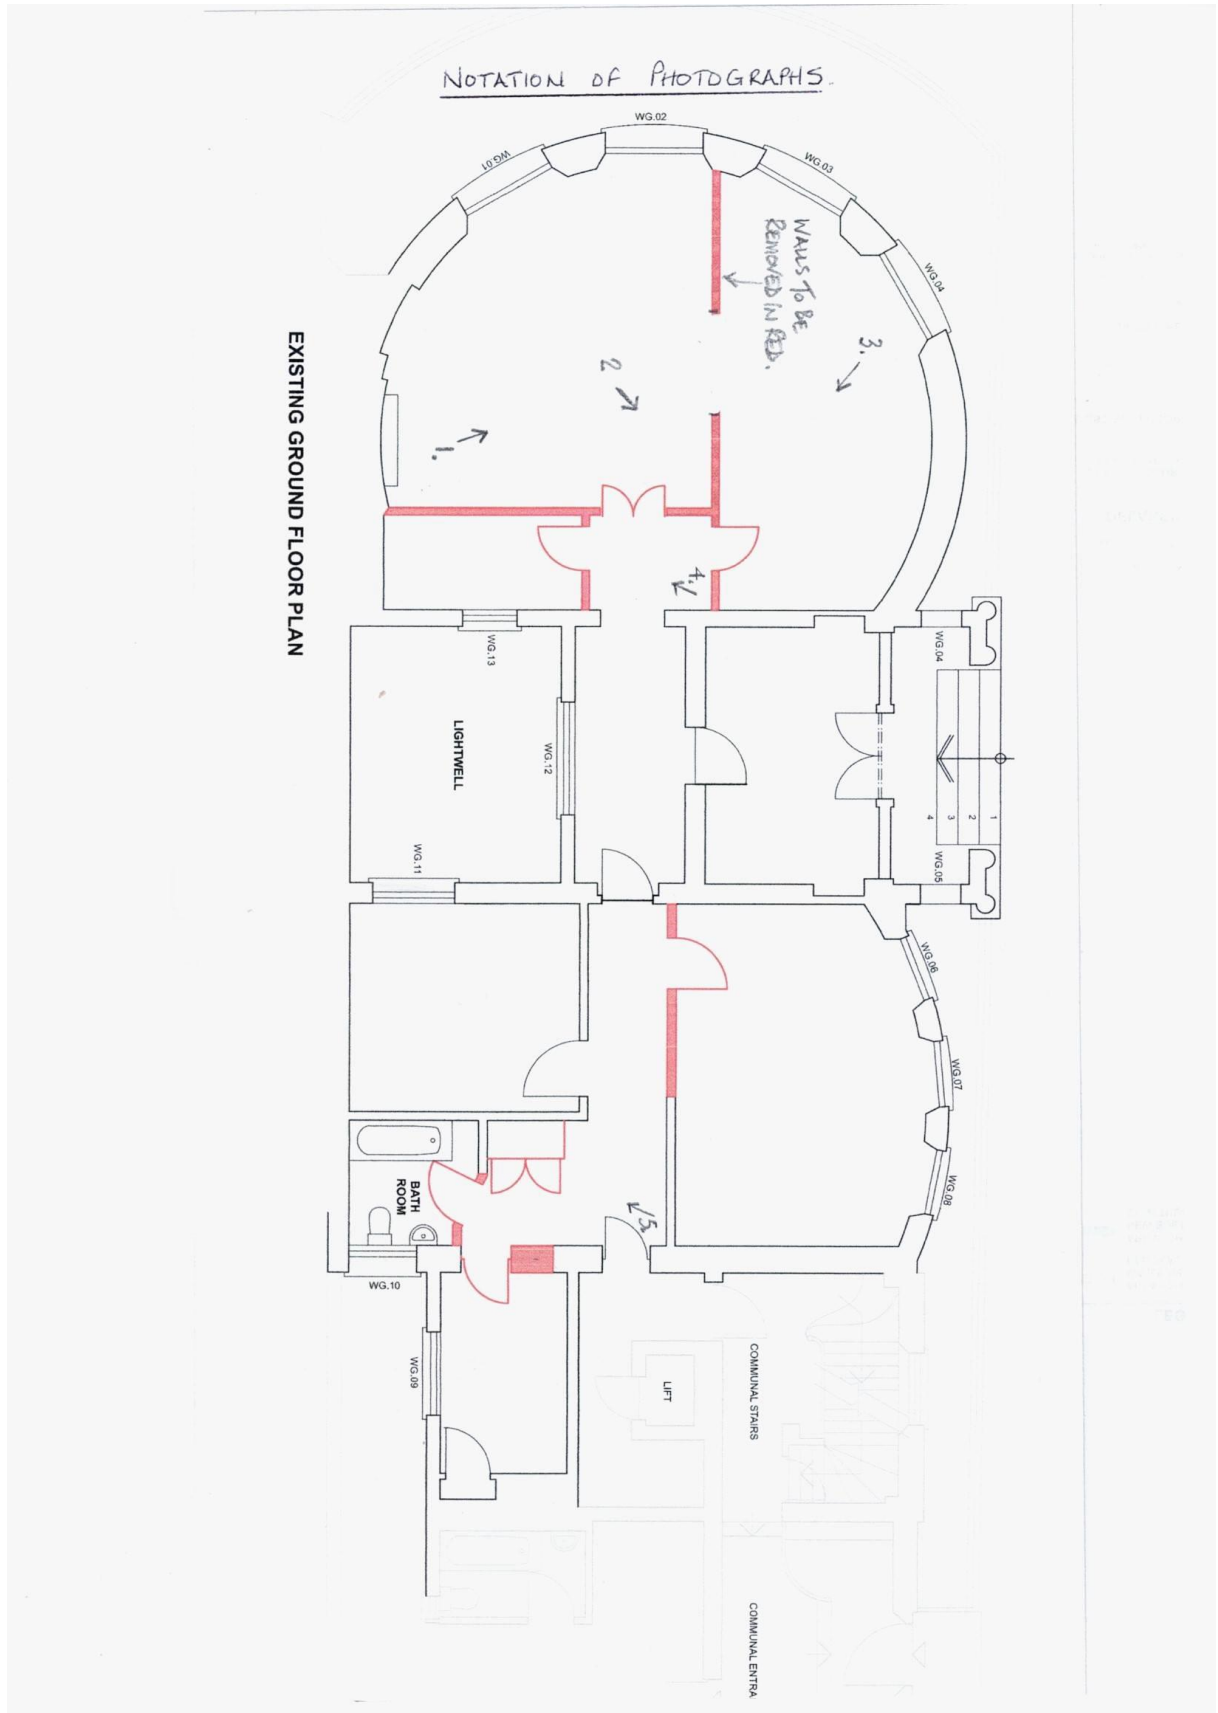 NOTATION OF PHOTOGRAPHS.
WG.02
WG.01
WG.03
WG.04
WALLS TO BE
REMOVED IN RED.
3.
2
1.
4.
EXISTING GROUND FLOOR PLAN
WG.13
WG.04
LIGHTWELL
WG.12
1
2
3
4
WG.11
WG.05
WG.06
WG.07
WG.08
BATH
ROOM
5.
WG.10
WG.09
LIFT
COMMUNAL STAIRS
COMMUNAL ENTRA